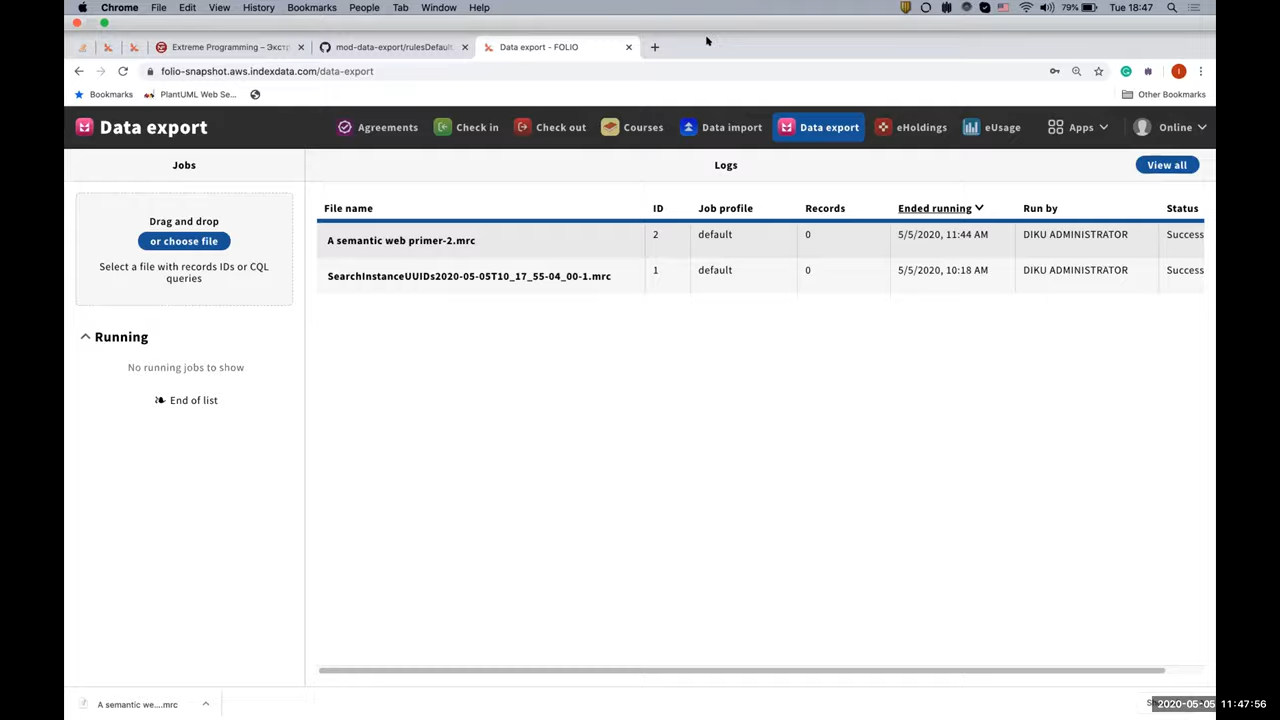 Chrome File Edit View History Bookmarks People Tab Window Help 79% Tue 18:47
Extreme Programming – Экст mod-data-export/rulesDefault Data export - FOLIO
folio-snapshot.aws.indexdata.com/data-export
Bookmarks PlantUML Web Se... Other Bookmarks
Data export Agreements Check in Check out Courses Data import Data export eHoldings eUsage Apps Online
Jobs
Logs
View all
Drag and drop
or choose file
Select a file with records IDs or CQL
queries
Running
No running jobs to show
End of list
File name ID Job profile Records Ended running Run by Status
A semantic web primer-2.mrc 2 default 0 5/5/2020, 11:44 AM DIKU ADMINISTRATOR Success
SearchInstanceUUIDs2020-05-05T10_17_55-04_00-1.mrc 1 default 0 5/5/2020, 10:18 AM DIKU ADMINISTRATOR Success
A semantic we....mrc
2020-05-05 11:47:56